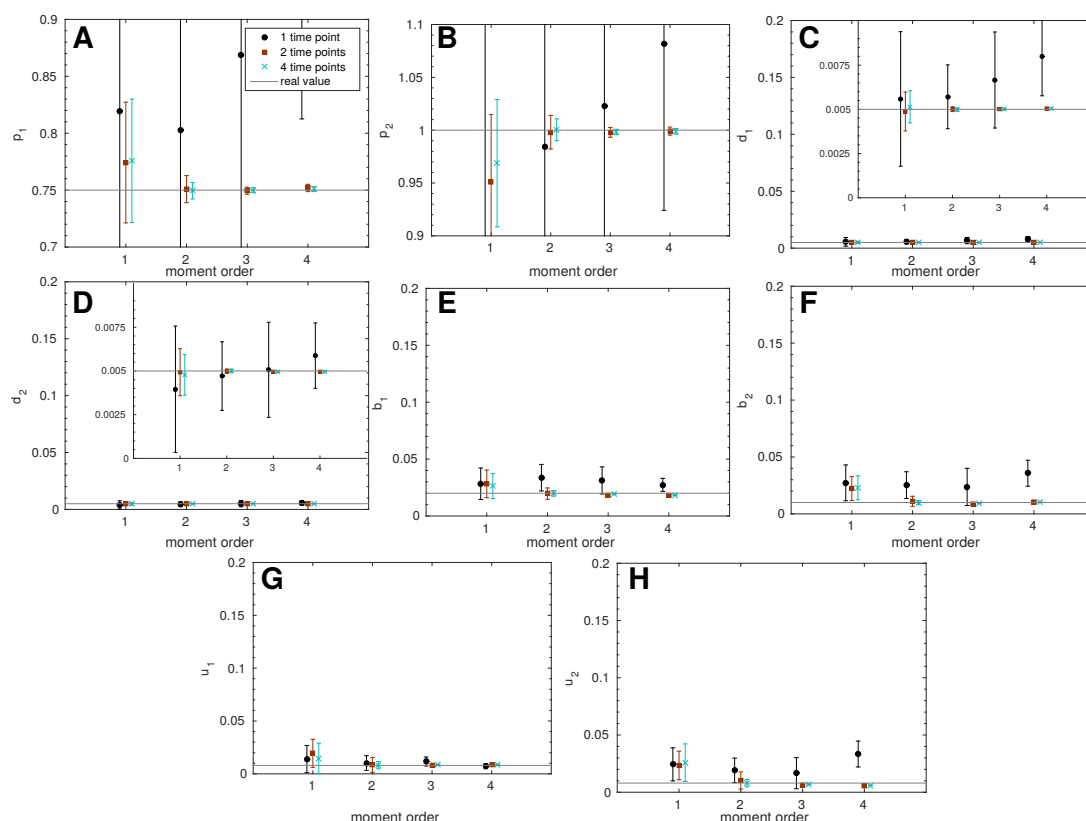 A
0.9
0.85
0.8
0.75
0.7
p1
1 2 3 4
moment order
1 time point
2 time points
4 time points
real value
B
1.1
1.05
1
0.95
0.9
p2
1 2 3 4
moment order
C
0.2
0.15
0.1
0.05
0
d1
0.0075
0.005
0.0025
0
1 2 3 4
1 2 3 4
moment order
D
0.2
0.15
0.1
0.05
0
d2
0.0075
0.005
0.0025
0
1 2 3 4
1 2 3 4
moment order
E
0.2
0.15
0.1
0.05
0
b1
1 2 3 4
moment order
F
0.2
0.15
0.1
0.05
0
b2
1 2 3 4
moment order
G
0.2
0.15
0.1
0.05
0
u1
1 2 3 4
moment order
H
0.2
0.15
0.1
0.05
0
u2
1 2 3 4
moment order